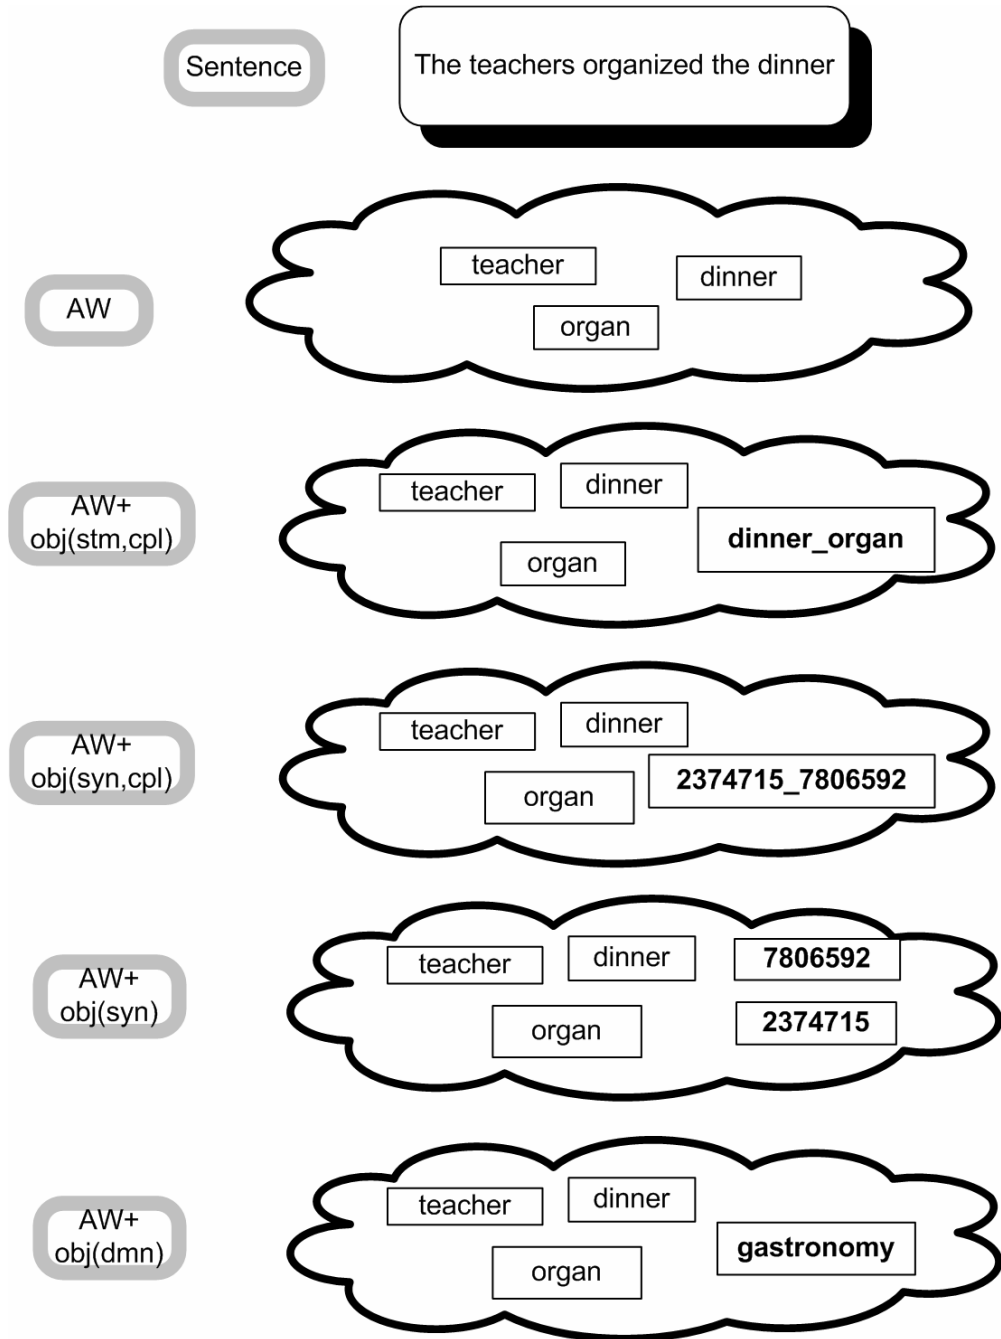 Sentence
The teachers organized the dinner
AW
teacher
dinner
organ
AW+
obj(stm,cpl)
teacher
dinner
organ
dinner_organ
AW+
obj(syn,cpl)
teacher
dinner
organ
2374715_7806592
AW+
obj(syn)
teacher
dinner
7806592
organ
2374715
AW+
obj(dmn)
teacher
dinner
organ
gastronomy